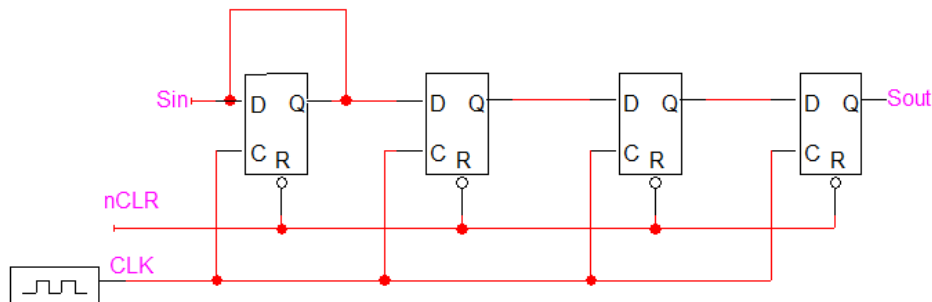 Sin D Q D Q D Q D Q Sout
C R C R C R C R
nCLR
CLK